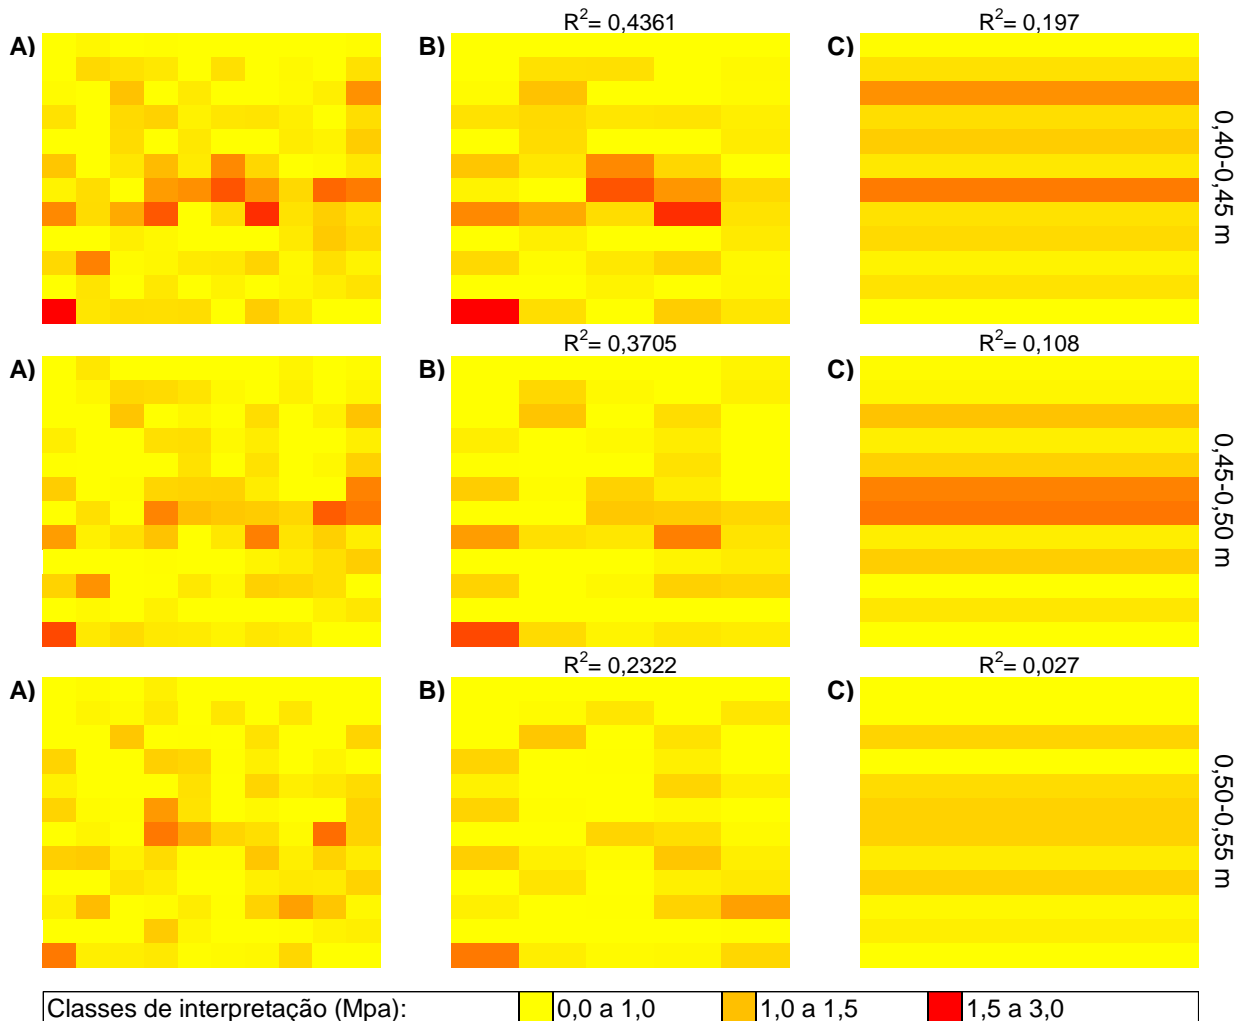 R²= 0,4361
R²= 0,197
A)
B)
C)
0,40-0,45 m
R²= 0,3705
R²= 0,108
A)
B)
C)
0,45-0,50 m
R²= 0,2322
R²= 0,027
A)
B)
C)
0,50-0,55 m
Classes de interpretação (Mpa): 0,0 a 1,0 1,0 a 1,5 1,5 a 3,0